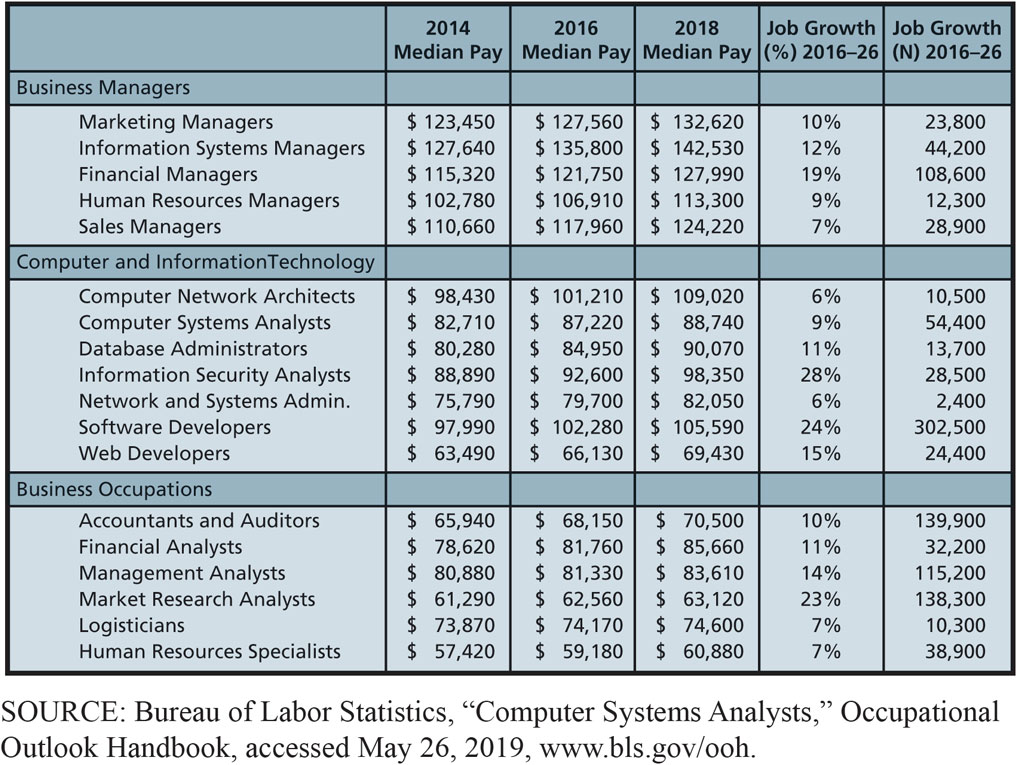 2014 2016 2018 Job Growth Job Growth
Median Pay Median Pay Median Pay (%) 2016–26 (N) 2016–26
Business Managers
Marketing Managers $ 123,450 $ 127,560 $ 132,620 10% 23,800
Information Systems Managers $ 127,640 $ 135,800 $ 142,530 12% 44,200
Financial Managers $ 115,320 $ 121,750 $ 127,990 19% 108,600
Human Resources Managers $ 102,780 $ 106,910 $ 113,300 9% 12,300
Sales Managers $ 110,660 $ 117,960 $ 124,220 7% 28,900
Computer and InformationTechnology
Computer Network Architects $ 98,430 $ 101,210 $ 109,020 6% 10,500
Computer Systems Analysts $ 82,710 $ 87,220 $ 88,740 9% 54,400
Database Administrators $ 80,280 $ 84,950 $ 90,070 11% 13,700
Information Security Analysts $ 88,890 $ 92,600 $ 98,350 28% 28,500
Network and Systems Admin. $ 75,790 $ 79,700 $ 82,050 6% 2,400
Software Developers $ 97,990 $ 102,280 $ 105,590 24% 302,500
Web Developers $ 63,490 $ 66,130 $ 69,430 15% 24,400
Business Occupations
Accountants and Auditors $ 65,940 $ 68,150 $ 70,500 10% 139,900
Financial Analysts $ 78,620 $ 81,760 $ 85,660 11% 32,200
Management Analysts $ 80,880 $ 81,330 $ 83,610 14% 115,200
Market Research Analysts $ 61,290 $ 62,560 $ 63,120 23% 138,300
Logisticians $ 73,870 $ 74,170 $ 74,600 7% 10,300
Human Resources Specialists $ 57,420 $ 59,180 $ 60,880 7% 38,900
SOURCE: Bureau of Labor Statistics, “Computer Systems Analysts,” Occupational
Outlook Handbook, accessed May 26, 2019, www.bls.gov/ooh.